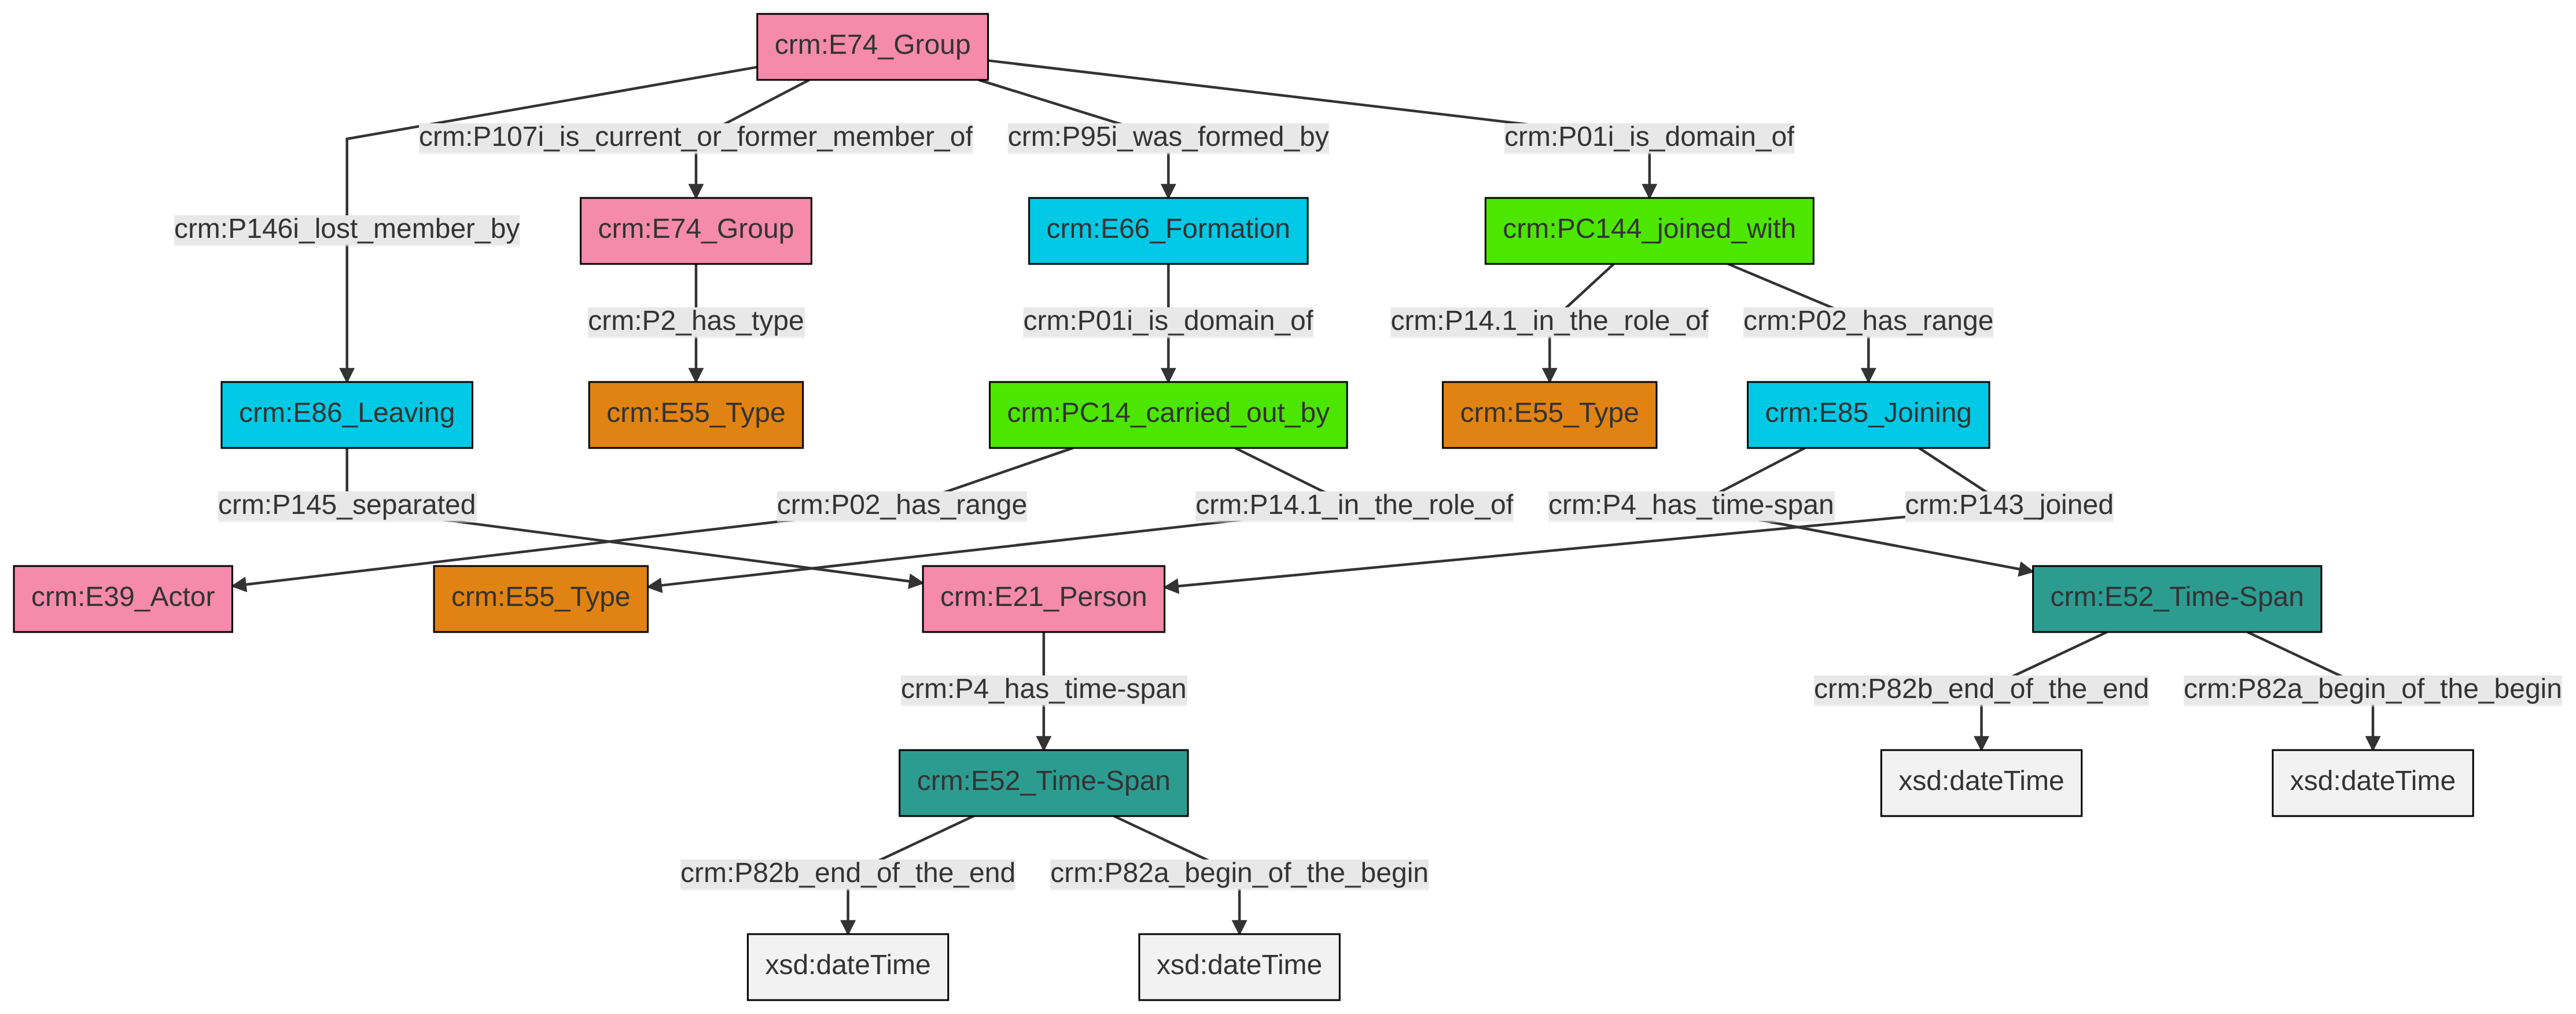 crm:E74_Group
crm:P107i_is_current_or_former_member_of
crm:P95i_was_formed_by
crm:P01i_is_domain_of
crm:P146i_lost_member_by
crm:E74_Group
crm:E66_Formation
crm:PC144_joined_with
crm:P2_has_type
crm:P01i_is_domain_of
crm:P14.1_in_the_role_of
crm:P02_has_range
crm:E86_Leaving
crm:E55_Type
crm:PC14_carried_out_by
crm:E55_Type
crm:E85_Joining
crm:P145_separated
crm:P02_has_range
crm:P14.1_in_the_role_of
crm:P4_has_time-span
crm:P143_joined
crm:E39_Actor
crm:E55_Type
crm:E21_Person
crm:E52_Time-Span
crm:P4_has_time-span
crm:P82b_end_of_the_end
crm:P82a_begin_of_the_begin
crm:E52_Time-Span
xsd:dateTime
xsd:dateTime
crm:P82b_end_of_the_end
crm:P82a_begin_of_the_begin
xsd:dateTime
xsd:dateTime